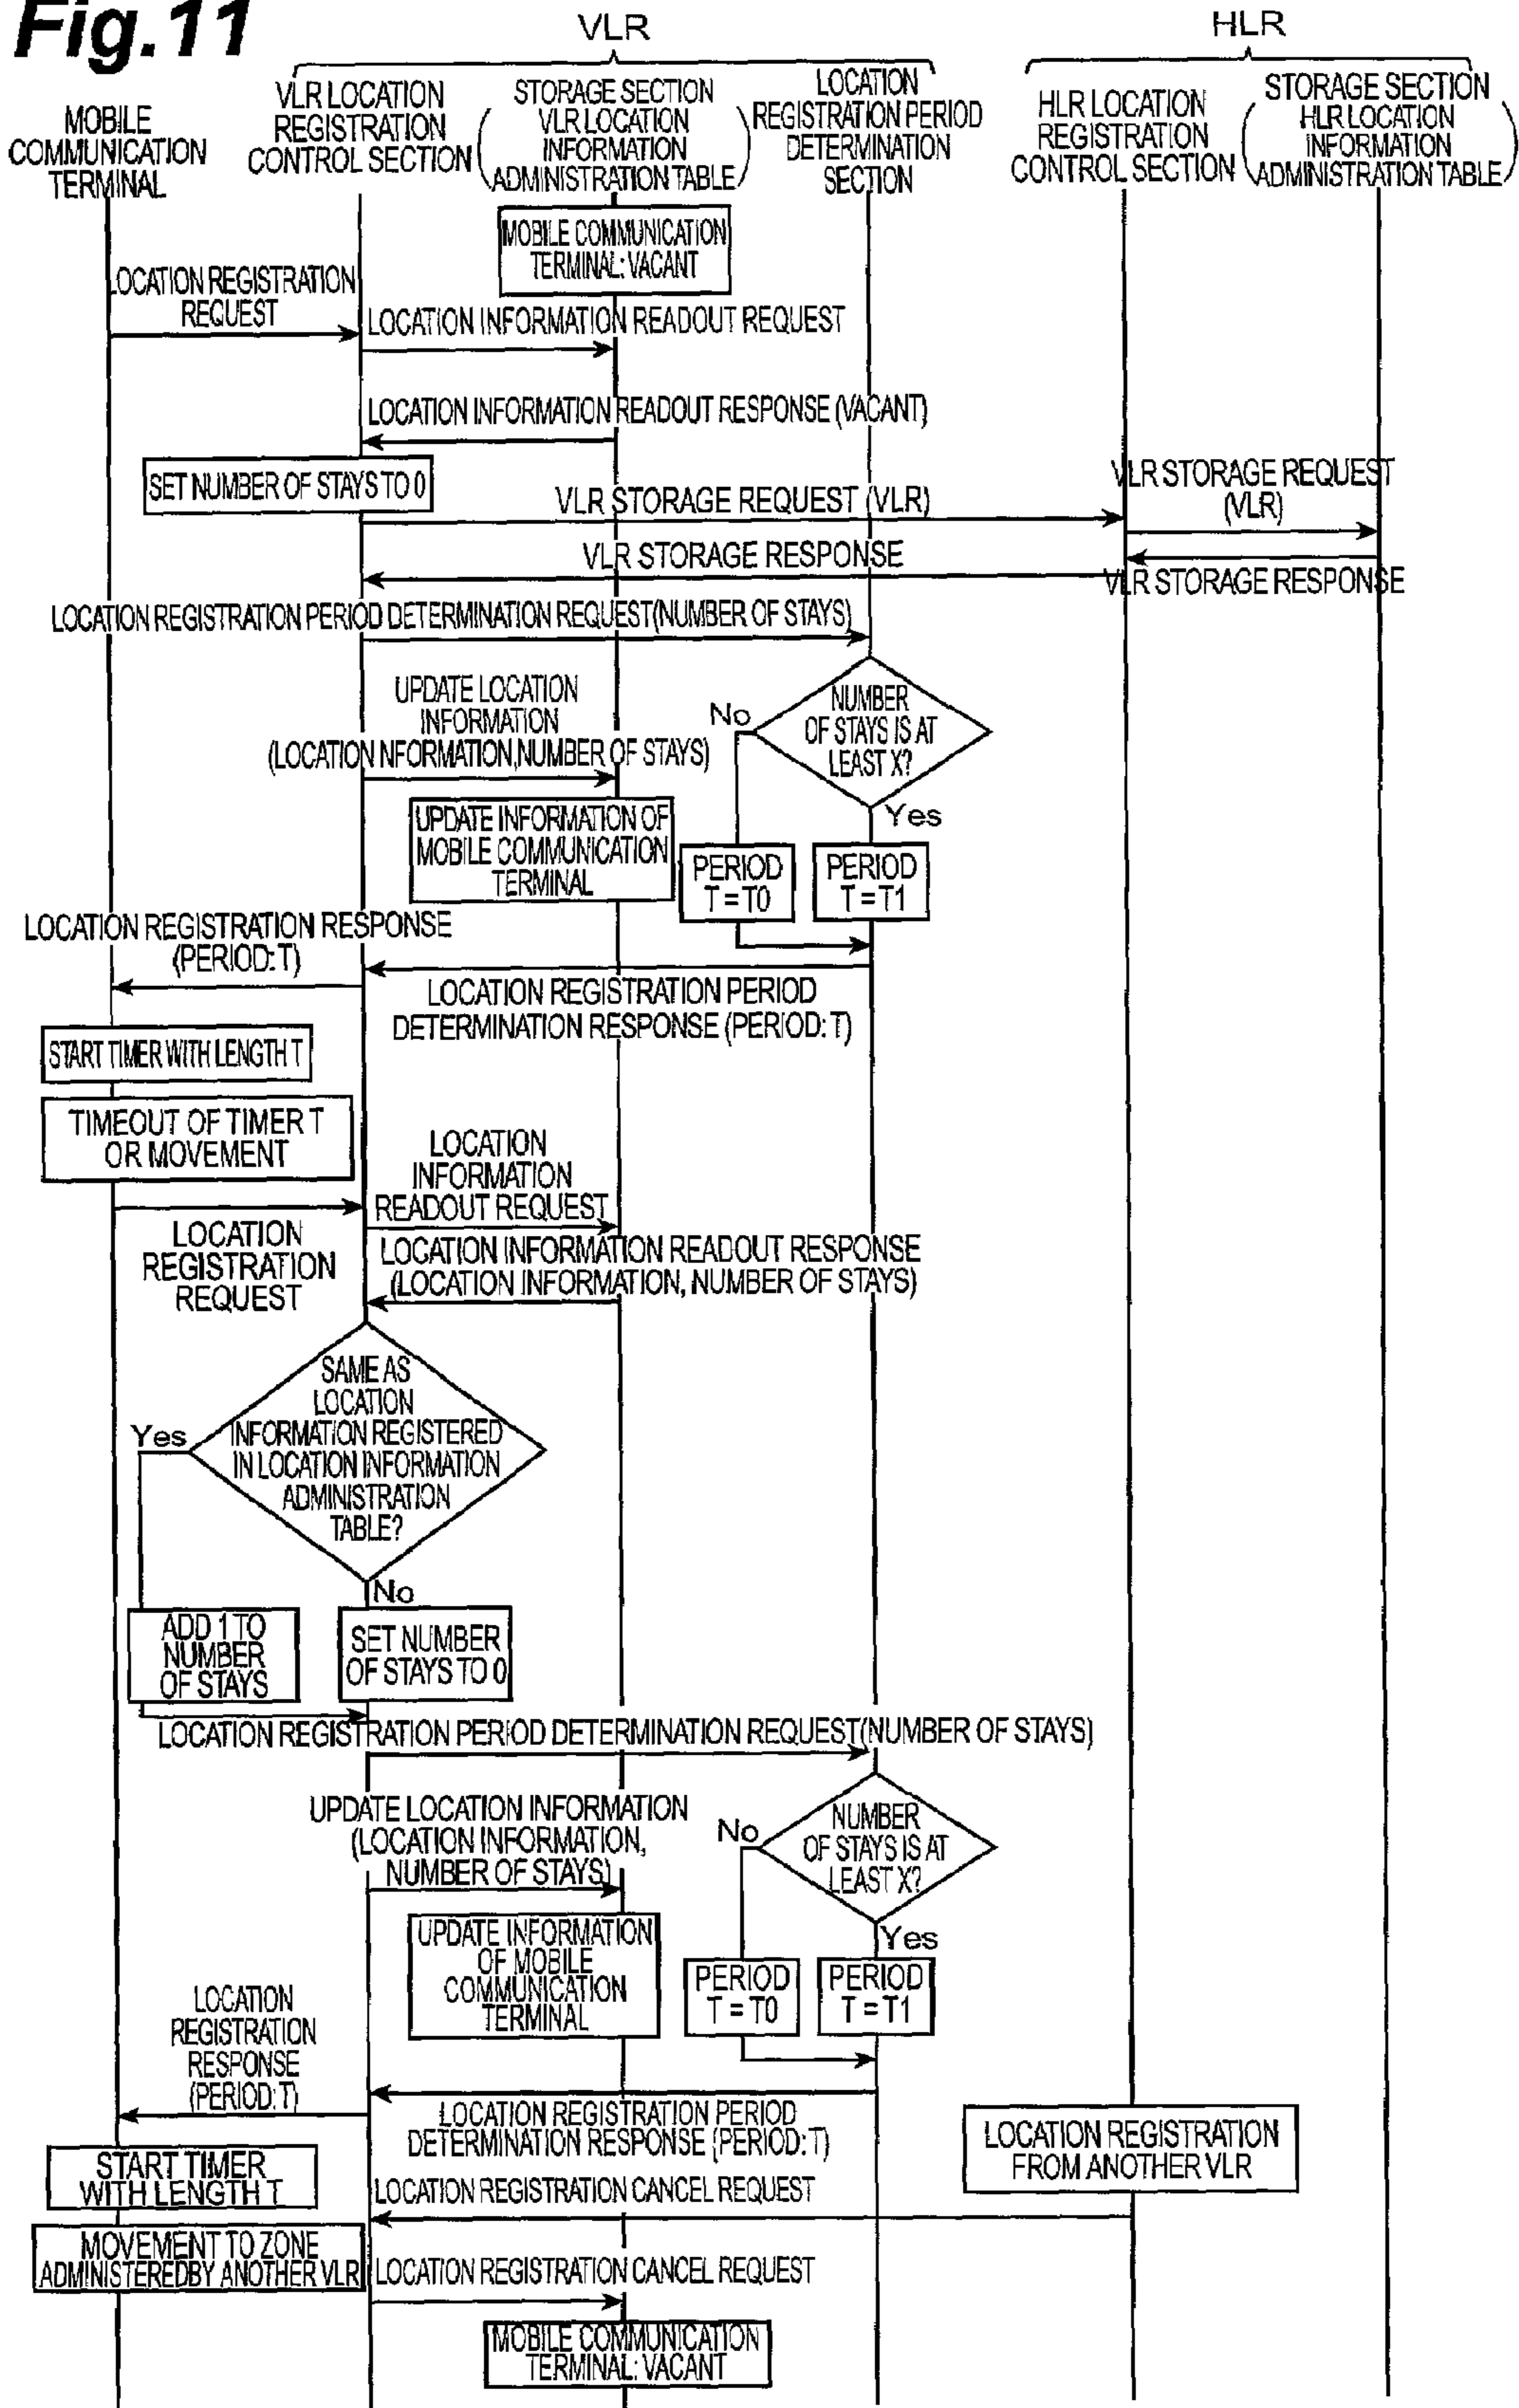 Fig.11
VLR
HLR
MOBILE
COMMUNICATION
TERMINAL
VLR LOCATION
REGISTRATION
CONTROL SECTION
STORAGE SECTION
VLR LOCATION
INFORMATION
ADMINISTRATION TABLE
LOCATION
REGISTRATION PERIOD
DETERMINATION
SECTION
HLR LOCATION
REGISTRATION
CONTROL SECTION
STORAGE SECTION
HLR LOCATION
INFORMATION
ADMINISTRATION TABLE
MOBILE COMMUNICATION
TERMINAL: VACANT
LOCATION REGISTRATION
REQUEST
LOCATION INFORMATION READOUT REQUEST
LOCATION INFORMATION READOUT RESPONSE (VACANT)
SET NUMBER OF STAYS TO 0
VLR STORAGE REQUEST (VLR)
VLR STORAGE REQUEST
(VLR)
VLR STORAGE RESPONSE
VLR STORAGE RESPONSE
LOCATION REGISTRATION PERIOD DETERMINATION REQUEST(NUMBER OF STAYS)
UPDATE LOCATION
INFORMATION
(LOCATION NFORMATION,NUMBER OF STAYS)
NUMBER
OF STAYS IS AT
LEAST X?
No
Yes
UPDATE INFORMATION OF
MOBILE COMMUNICATION
TERMINAL
PERIOD
T = T0
PERIOD
T = T1
LOCATION REGISTRATION RESPONSE
(PERIOD: T)
LOCATION REGISTRATION PERIOD
DETERMINATION RESPONSE (PERIOD: T)
START TIMER WITH LENGTH T
TIMEOUT OF TIMER T
OR MOVEMENT
LOCATION
INFORMATION
READOUT REQUEST
LOCATION
REGISTRATION
REQUEST
LOCATION INFORMATION READOUT RESPONSE
(LOCATION INFORMATION, NUMBER OF STAYS)
SAME AS
LOCATION
INFORMATION REGISTERED
IN LOCATION INFORMATION
ADMINISTRATION
TABLE?
Yes
No
ADD 1 TO
NUMBER
OF STAYS
SET NUMBER
OF STAYS TO 0
LOCATION REGISTRATION PERIOD DETERMINATION REQUEST(NUMBER OF STAYS)
UPDATE LOCATION INFORMATION
(LOCATION INFORMATION,
NUMBER OF STAYS)
NUMBER
OF STAYS IS AT
LEAST X?
No
Yes
UPDATE INFORMATION
OF MOBILE
COMMUNICATION
TERMINAL
PERIOD
T = T0
PERIOD
T = T1
LOCATION
REGISTRATION
RESPONSE
(PERIOD: T)
LOCATION REGISTRATION PERIOD
DETERMINATION RESPONSE (PERIOD: T)
LOCATION REGISTRATION
FROM ANOTHER VLR
START TIMER
WITH LENGTH T
LOCATION REGISTRATION CANCEL REQUEST
MOVEMENT TO ZONE
ADMINISTEREDBY ANOTHER VLR
LOCATION REGISTRATION CANCEL REQUEST
MOBILE COMMUNICATION
TERMINAL: VACANT